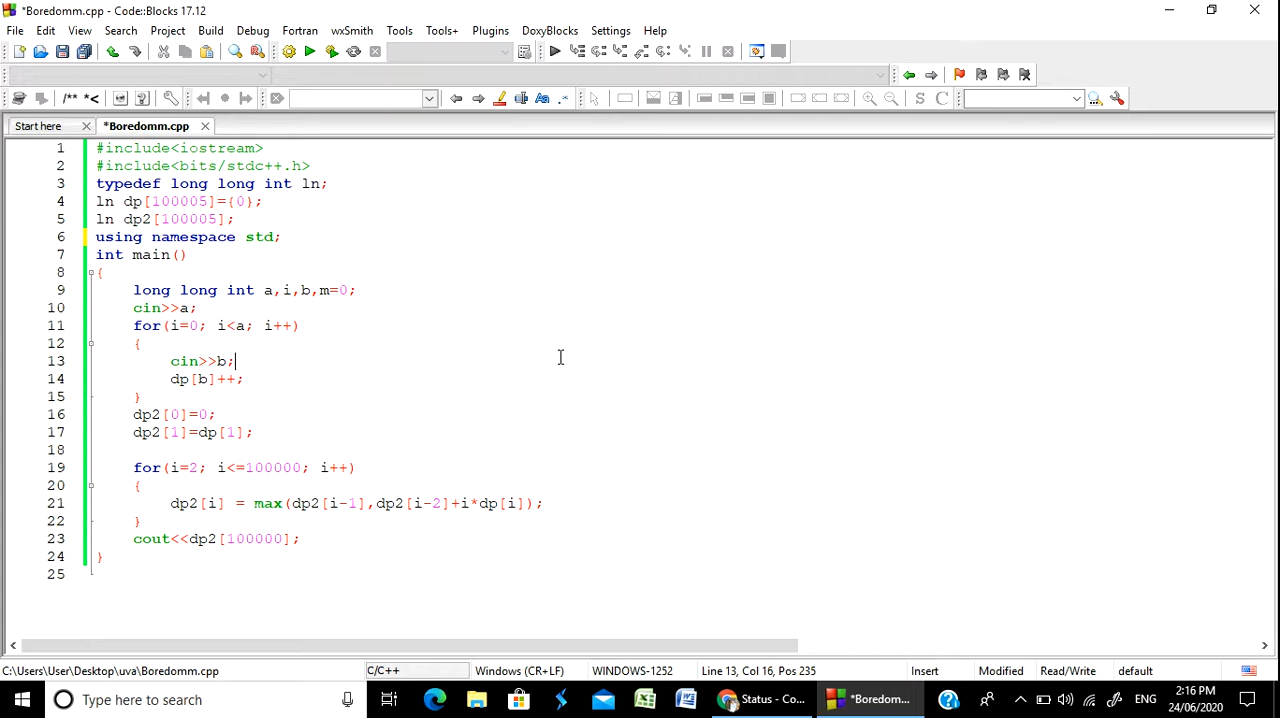 *Boredomm.cpp - Code::Blocks 17.12
File Edit View Search Project Build Debug Fortran wxSmith Tools Tools+ Plugins DoxyBlocks Settings Help
/** *<
S C
Start here *Boredomm.cpp
1 #include<iostream>
2 #include<bits/stdc++.h>
3 typedef long long int ln;
4 ln dp[100005]={0};
5 ln dp2[100005];
6 using namespace std;
7 int main()
8 {
9 long long int a,i,b,m=0;
10 cin>>a;
11 for(i=0; i<a; i++)
12 {
13 cin>>b;
14 dp[b]++;
15 }
16 dp2[0]=0;
17 dp2[1]=dp[1];
18
19 for(i=2; i<=100000; i++)
20 {
21 dp2[i] = max(dp2[i-1],dp2[i-2]+i*dp[i]);
22 }
23 cout<<dp2[100000];
24 }
25
C:\Users\User\Desktop\uva\Boredomm.cpp C/C++ Windows (CR+LF) WINDOWS-1252 Line 13, Col 16, Pos 235 Insert Modified Read/Write default
Type here to search Status - Co... *Boredomm... ENG 2:16 PM
24/06/2020